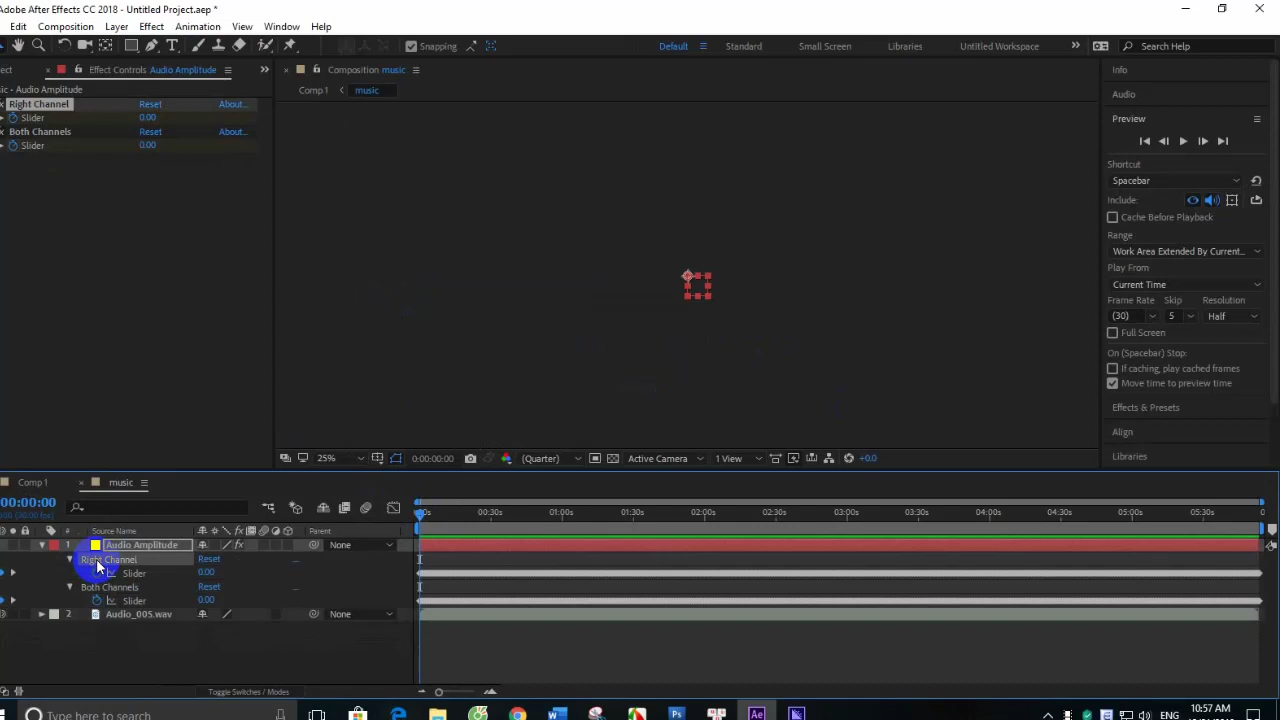 Adobe After Effects CC 2018 - Untitled Project.aep *
Edit Composition Layer Effect Animation View Window Help
Snapping Default Standard Small Screen Libraries Untitled Workspace Search Help
Effect Controls Audio Amplitude
Composition music
Info
Audio Amplitude
Comp 1 music
Audio
Right Channel Reset About...
Slider 0.00
Both Channels Reset About...
Slider 0.00
Preview
Shortcut
Spacebar
Include:
Cache Before Playback
Range
Work Area Extended By Current...
Play From
Current Time
Frame Rate Skip Resolution
(30) 5 Half
Full Screen
On (Spacebar) Stop:
If caching, play cached frames
Move time to preview time
Effects & Presets
Align
Libraries
25% 0:00:00:00 (Quarter) Active Camera 1 View +0.0
Comp 1 music
00:00:00
00:30s 01:00s 01:30s 02:00s 02:30s 03:00s 03:30s 04:00s 04:30s 05:00s 05:30s
# Source Name Parent
1 Audio Amplitude None
Right Channel Reset
Slider 0.00
Both Channels Reset
Slider 0.00
2 Audio_005.wav None
Toggle Switches / Modes
Type here to search
ENG 10:57 AM